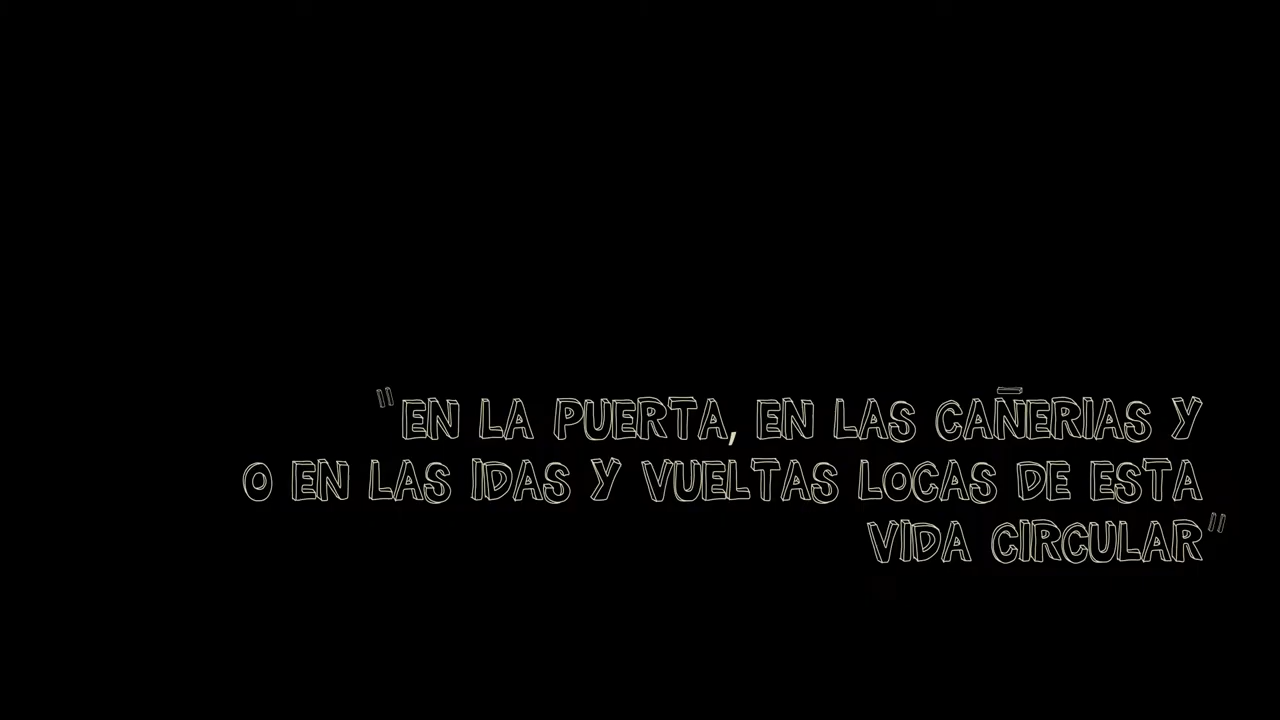 "EN LA PUERTA, EN LAS CAÑERIAS Y
O EN LAS IDAS Y VUELTAS LOCAS DE ESTA
VIDA CIRCULAR"